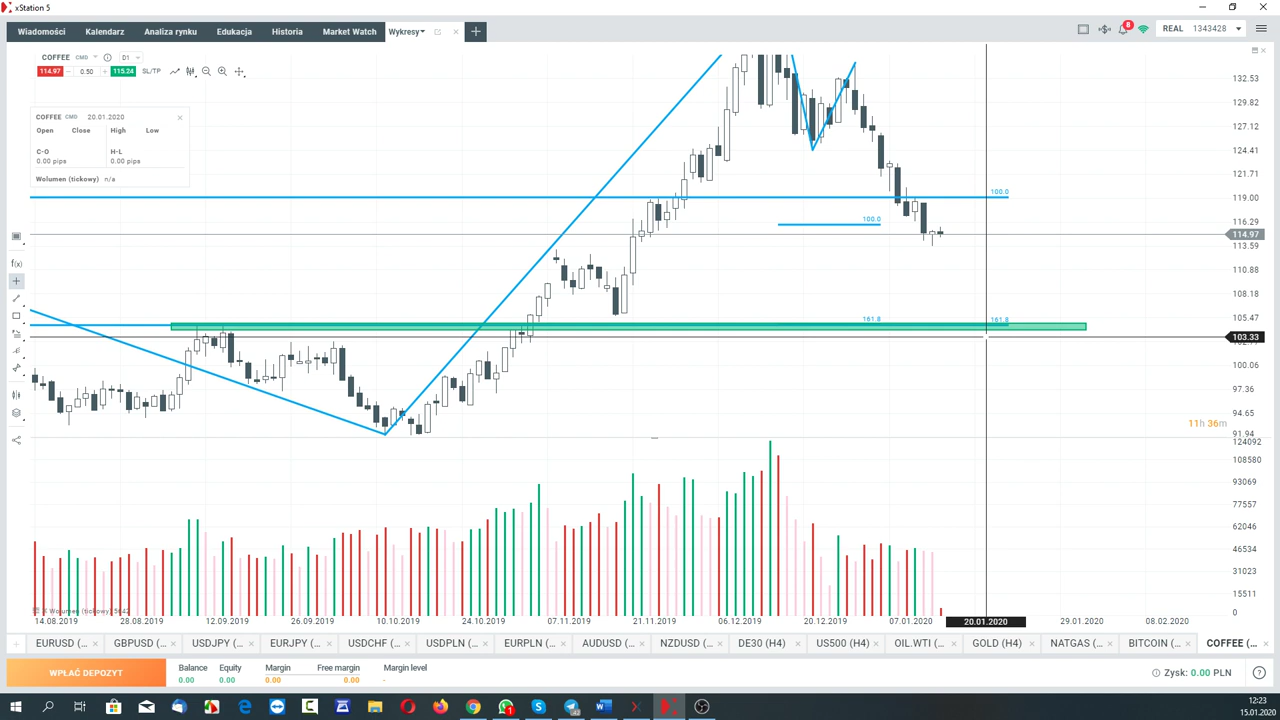 xStation 5
Wiadomości Kalendarz Analiza rynku Edukacja Historia Market Watch Wykresy
8 REAL 1343428
COFFEE CMD D1
114.97 0.50 115.24 SL/TP
COFFEE CMD 20.01.2020
Open Close High Low
C-O H-L
0.00 pips 0.00 pips
Wolumen (tickowy) n/a
132.53
129.82
127.12
124.41
121.71
119.00
116.29
114.97
113.59
110.88
108.18
105.47
103.33
100.06
97.36
94.65
91.94
100.0
100.0
161.8 161.8
f(x)
11h 36m
124092
108580
93069
77557
62046
46534
31023
15511
0
Wolumen (tickowy) 5642
14.08.2019 28.08.2019 12.09.2019 26.09.2019 10.10.2019 24.10.2019 07.11.2019 21.11.2019 06.12.2019 20.12.2019 07.01.2020 20.01.2020 29.01.2020 08.02.2020
EURUSD (... GBPUSD (... USDJPY (... EURJPY (... USDCHF (... USDPLN (... EURPLN (... AUDUSD (... NZDUSD (... DE30 (H4) US500 (H4) OIL.WTI (... GOLD (H4) NATGAS (... BITCOIN (... COFFEE (...
WPŁAĆ DEPOZYT
Balance Equity Margin Free margin Margin level
0.00 0.00 0.00 0.00 -
Zysk: 0.00 PLN
12:23
15.01.2020